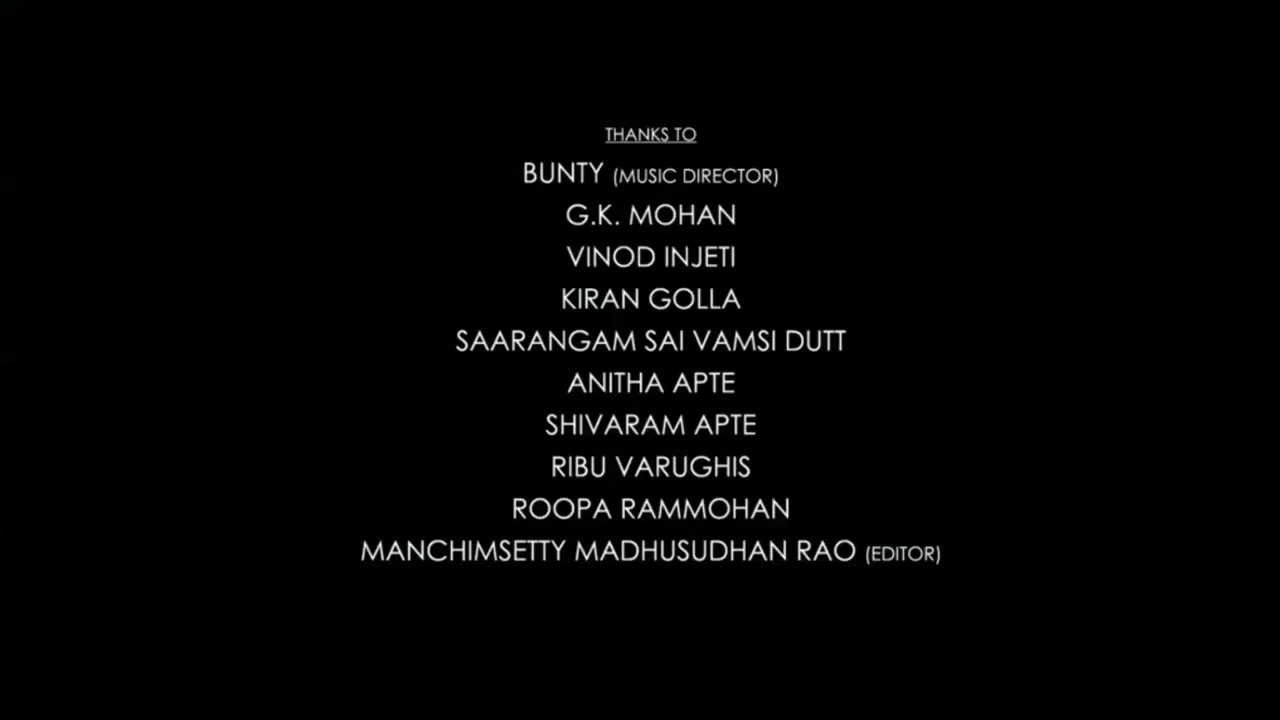 THANKS TO
BUNTY (MUSIC DIRECTOR)
G.K. MOHAN
VINOD INJETI
KIRAN GOLLA
SAARANGAM SAI VAMSI DUTT
ANITHA APTE
SHIVARAM APTE
RIBU VARUGHIS
ROOPA RAMMOHAN
MANCHIMSETTY MADHUSUDHAN RAO (EDITOR)